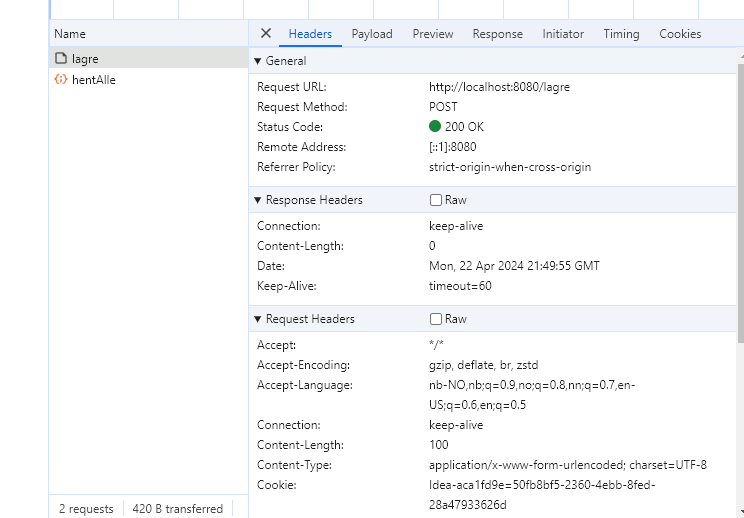 Name
lagre
hentAlle
2 requests 420 B transferred
Headers Payload Preview Response Initiator Timing Cookies
General
Request URL: http://localhost:8080/lagre
Request Method: POST
Status Code: 200 OK
Remote Address: [::1]:8080
Referrer Policy: strict-origin-when-cross-origin
Response Headers Raw
Connection: keep-alive
Content-Length: 0
Date: Mon, 22 Apr 2024 21:49:55 GMT
Keep-Alive: timeout=60
Request Headers Raw
Accept: */*
Accept-Encoding: gzip, deflate, br, zstd
Accept-Language: nb-NO,nb;q=0.9,no;q=0.8,nn;q=0.7,en-
US;q=0.6,en;q=0.5
Connection: keep-alive
Content-Length: 100
Content-Type: application/x-www-form-urlencoded; charset=UTF-8
Cookie: Idea-aca1fd9e=50fb8bf5-2360-4ebb-8fed-
28a47933626d